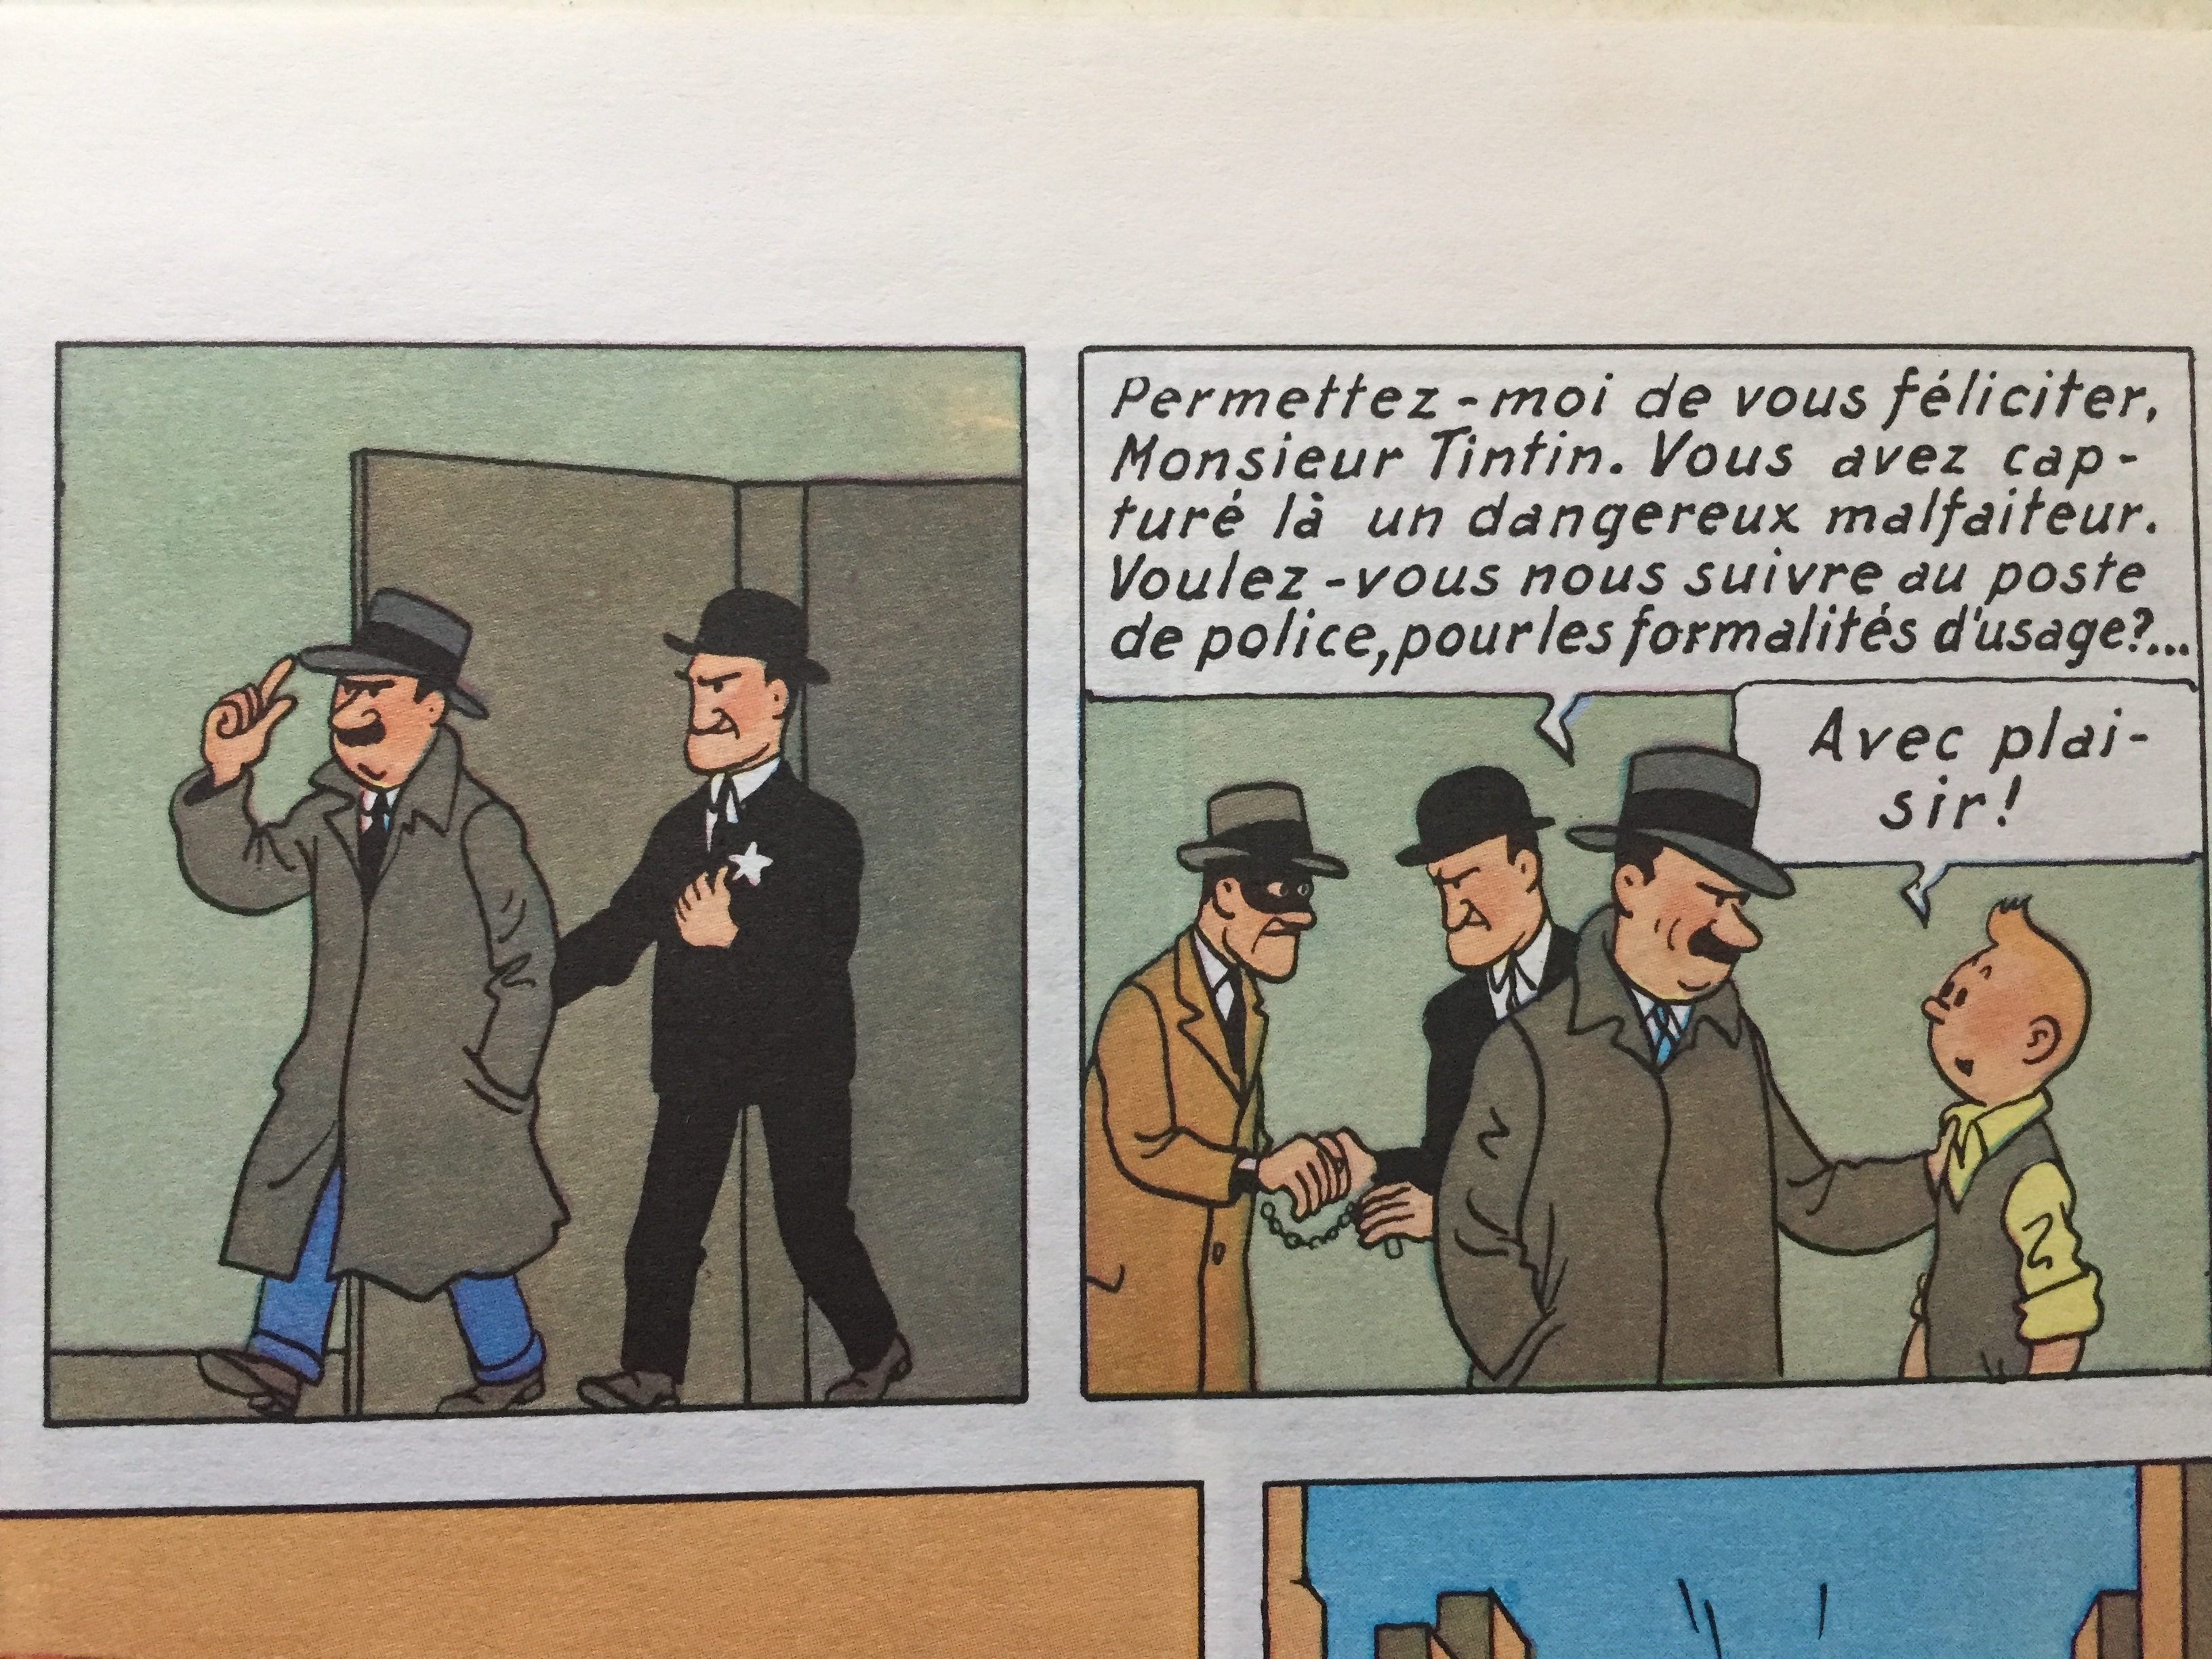 Permettez-moi de vous féliciter,
Monsieur Tintin. Vous avez cap-
turé là un dangereux malfaiteur.
Voulez-vous nous suivre au poste
de police, pour les formalités d'usage?...
Avec plai-
sir!